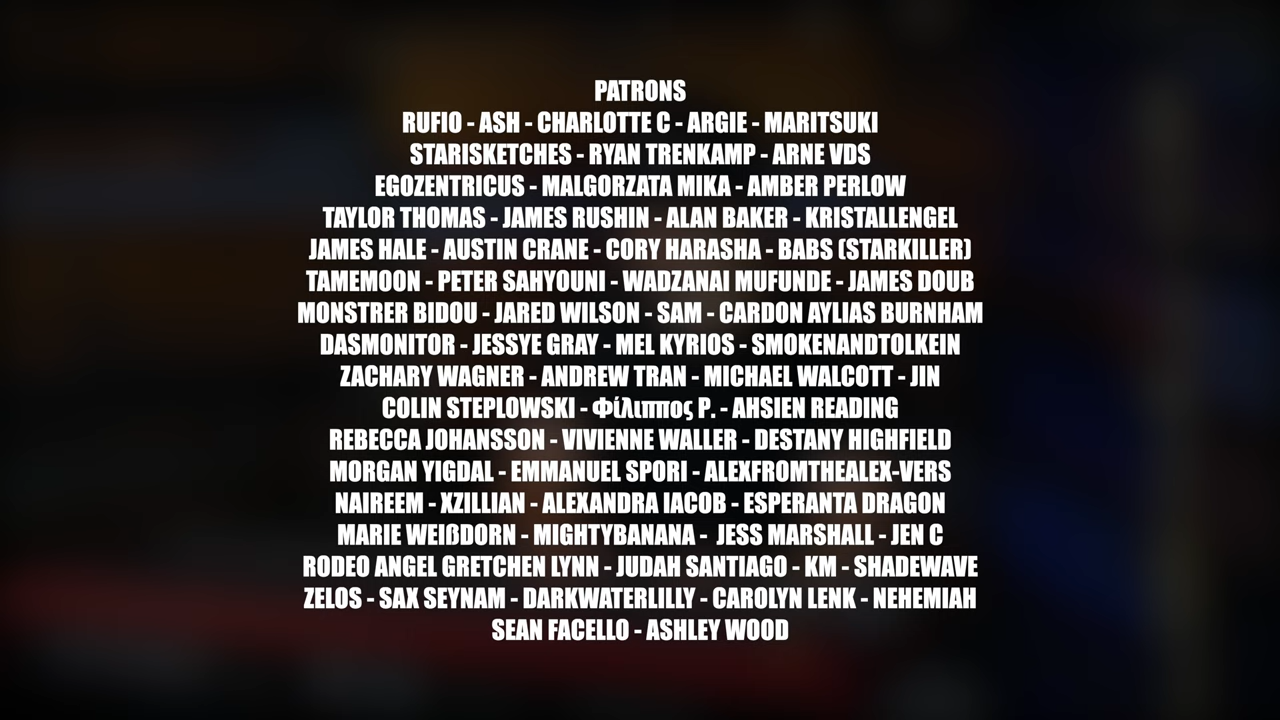 PATRONS
RUFIO - ASH - CHARLOTTE C - ARGIE - MARITSUKI
STARISKETCHES - RYAN TRENKAMP - ARNE VDS
EGOZENTRICUS - MALGORZATA MIKA - AMBER PERLOW
TAYLOR THOMAS - JAMES RUSHIN - ALAN BAKER - KRISTALLENGEL
JAMES HALE - AUSTIN CRANE - CORY HARASHA - BABS (STARKILLER)
TAMEMOON - PETER SAHYOUNI - WADZANAI MUFUNDE - JAMES DOUB
MONSTRER BIDOU - JARED WILSON - SAM - CARDON AYLIAS BURNHAM
DASMONITOR - JESSYE GRAY - MEL KYRIOS - SMOKENANDTOLKEIN
ZACHARY WAGNER - ANDREW TRAN - MICHAEL WALCOTT - JIN
COLIN STEPLOWSKI - Φίλιππος P. - AHSIEN READING
REBECCA JOHANSSON - VIVIENNE WALLER - DESTANY HIGHFIELD
MORGAN YIGDAL - EMMANUEL SPORI - ALEXFROMTHEALEX-VERS
NAIREEM - XZILLIAN - ALEXANDRA IACOB - ESPERANTA DRAGON
MARIE WEIßDORN - MIGHTYBANANA - JESS MARSHALL - JEN C
RODEO ANGEL GRETCHEN LYNN - JUDAH SANTIAGO - KM - SHADEWAVE
ZELOS - SAX SEYNAM - DARKWATERLILLY - CAROLYN LENK - NEHEMIAH
SEAN FACELLO - ASHLEY WOOD